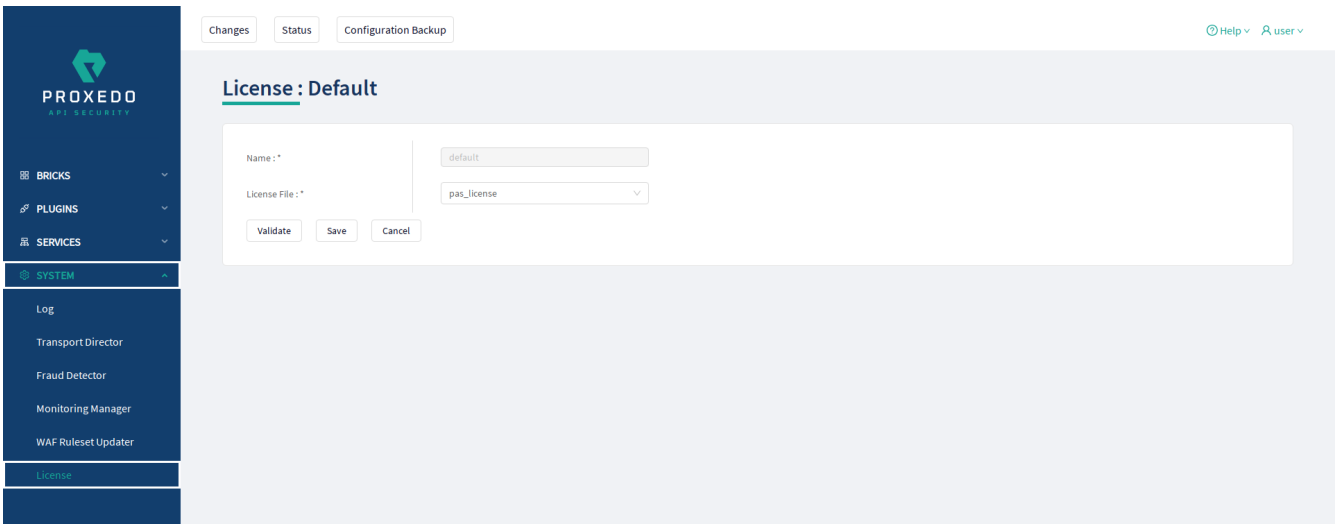 Changes Status Configuration Backup Help user
PROXEDO
API SECURITY
License : Default
Name : * default
License File : * pas_license
Validate Save Cancel
BRICKS
PLUGINS
SERVICES
SYSTEM
Log
Transport Director
Fraud Detector
Monitoring Manager
WAF Ruleset Updater
License